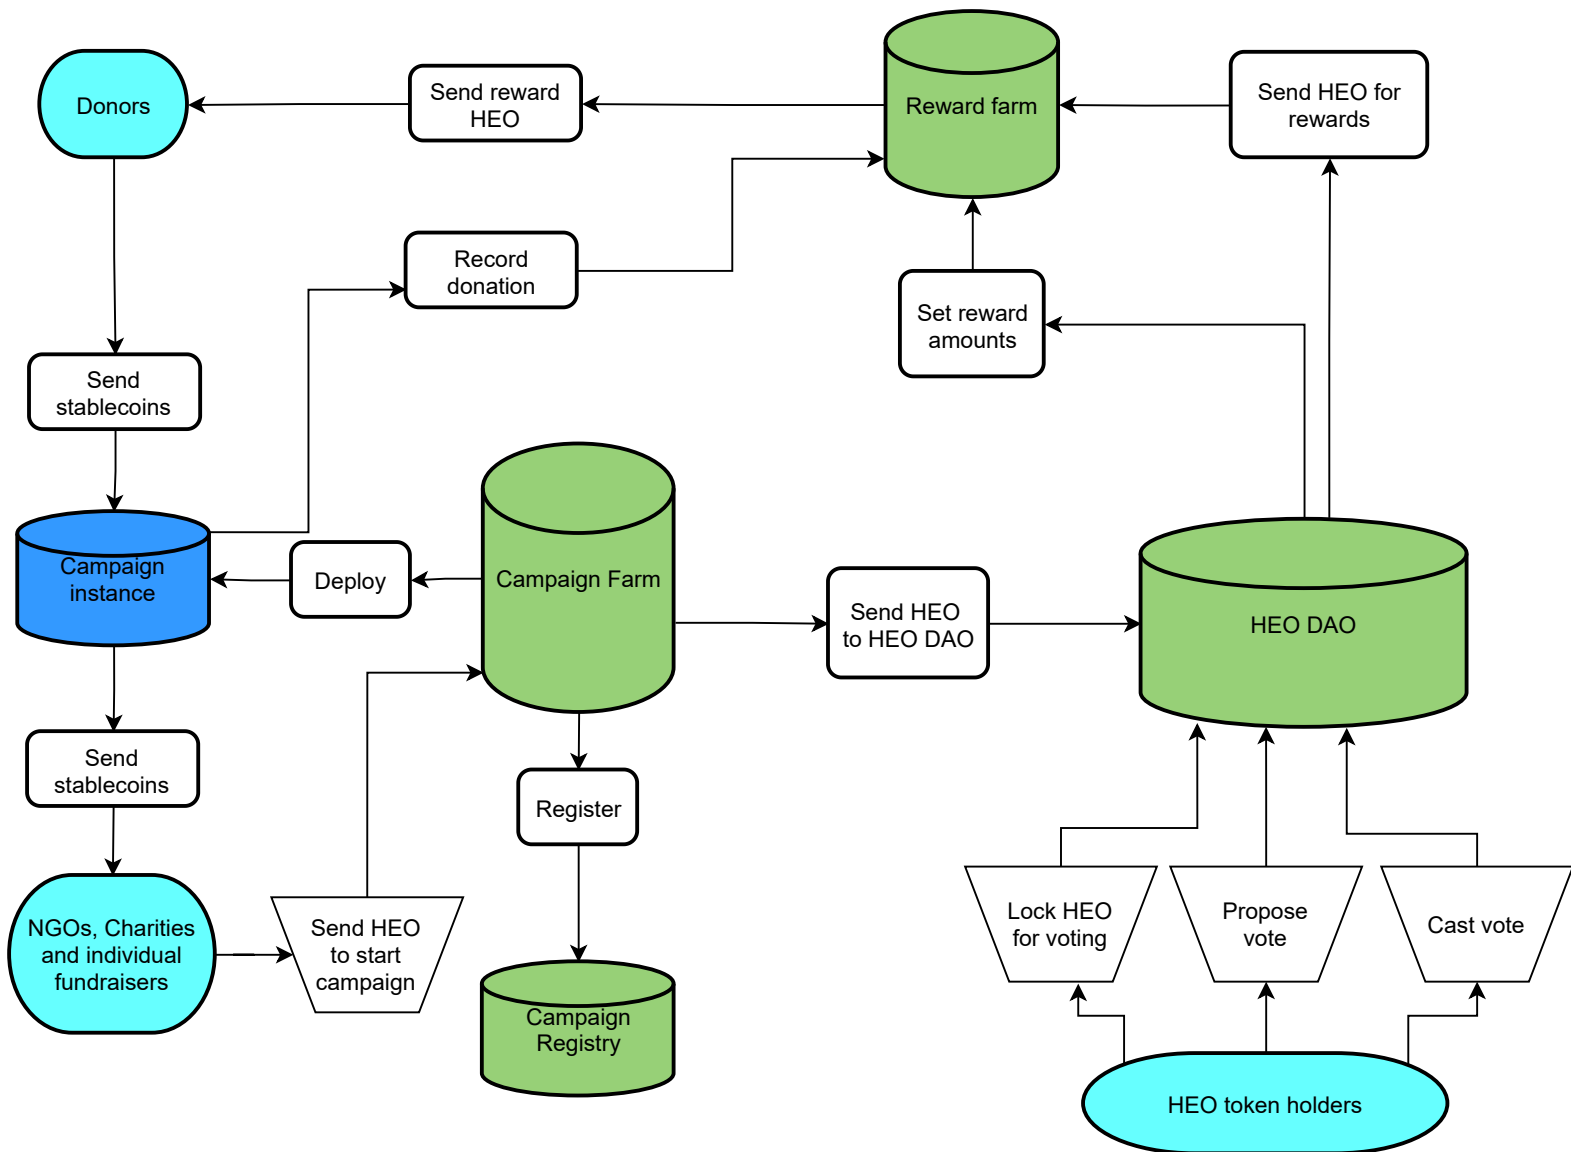 Donors
Send reward
HEO
Reward farm
Send HEO for
rewards
Record
donation
Set reward
amounts
Send
stablecoins
Campaign
instance
Deploy
Campaign Farm
Send HEO
to HEO DAO
HEO DAO
Send
stablecoins
Register
NGOs, Charities
and individual
fundraisers
Send HEO
to start
campaign
Lock HEO
for voting
Propose
vote
Cast vote
Campaign
Registry
HEO token holders